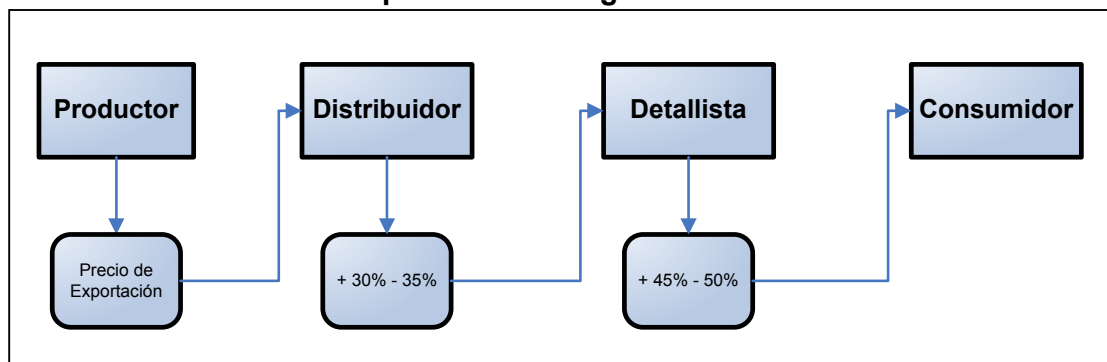 Productor
Distribuidor
Detallista
Consumidor
Precio de
Exportación
+ 30% - 35%
+ 45% - 50%